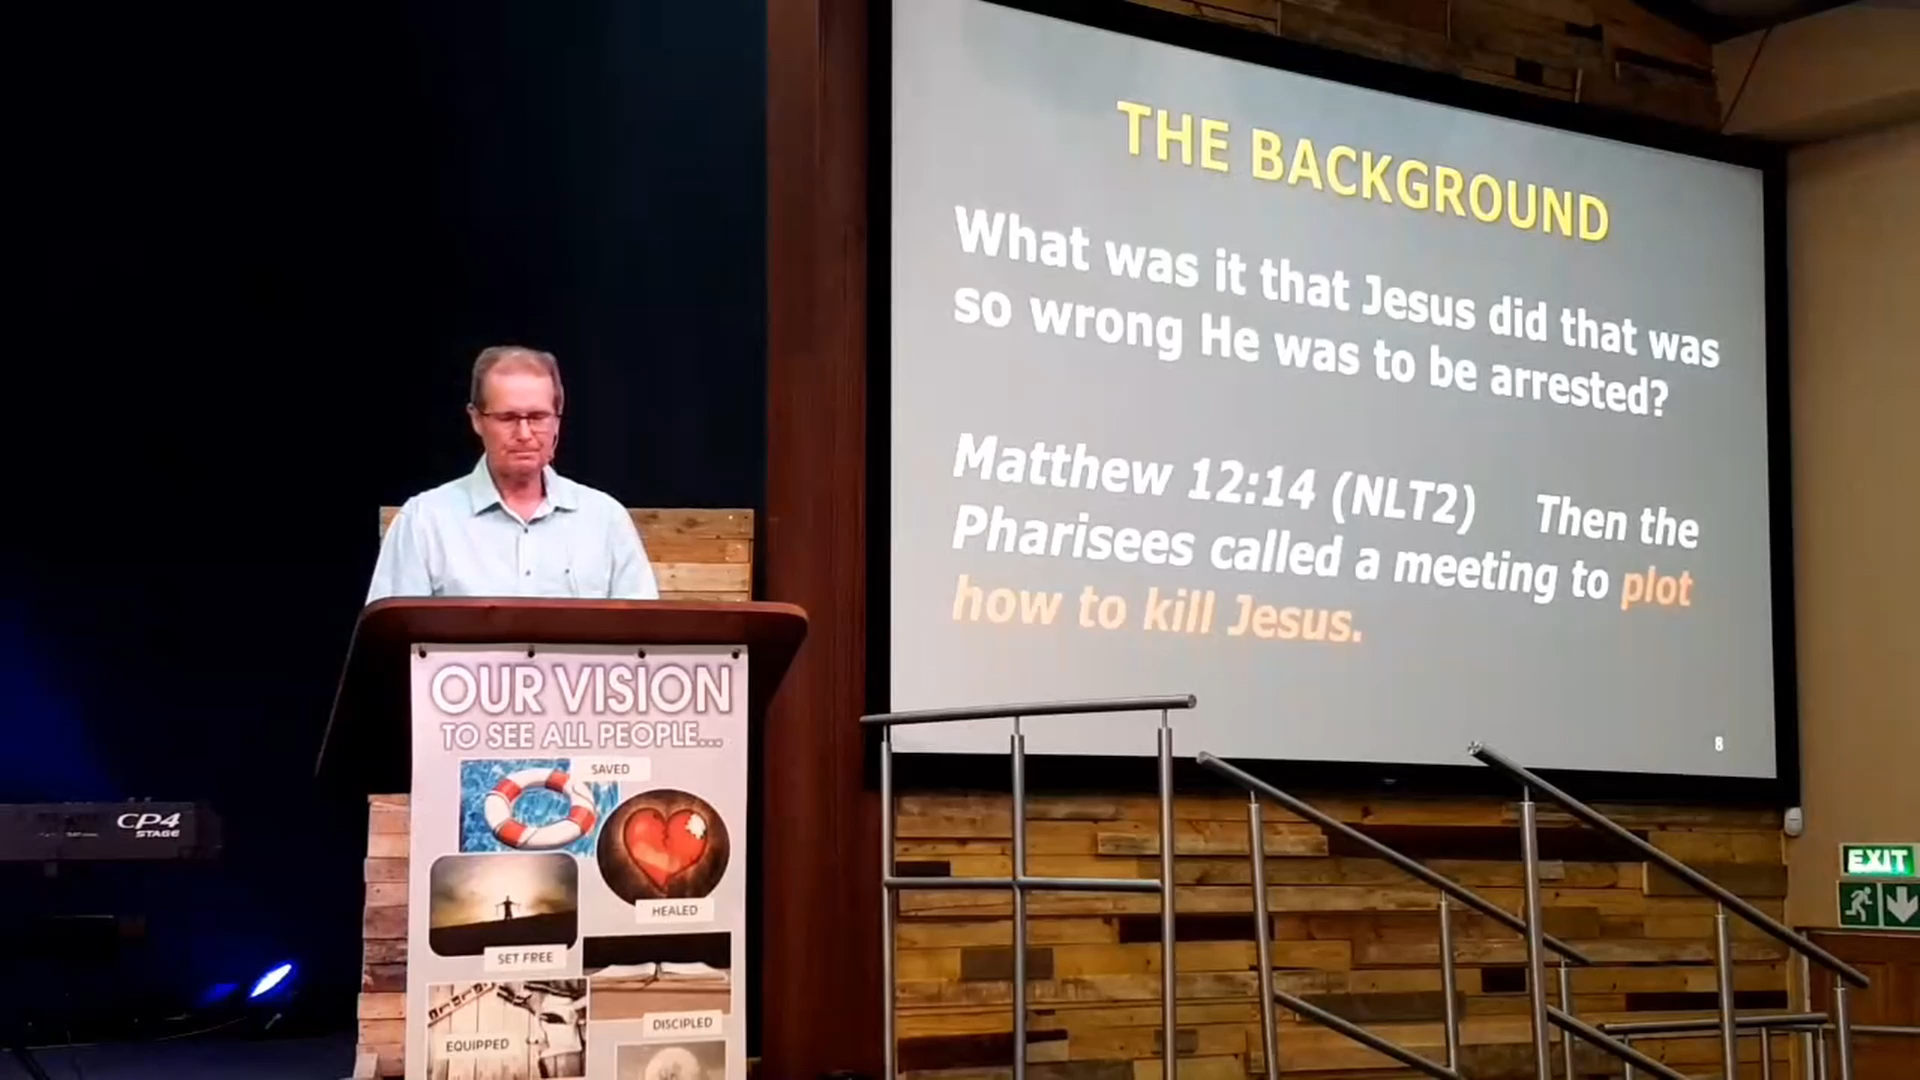 THE BACKGROUND
What was it that Jesus did that was
so wrong He was to be arrested?
Matthew 12:14 (NLT2) Then the
Pharisees called a meeting to plot
how to kill Jesus.
8
OUR VISION
TO SEE ALL PEOPLE...
SAVED
HEALED
SET FREE
DISCIPLED
EQUIPPED
CP4
STAGE
EXIT